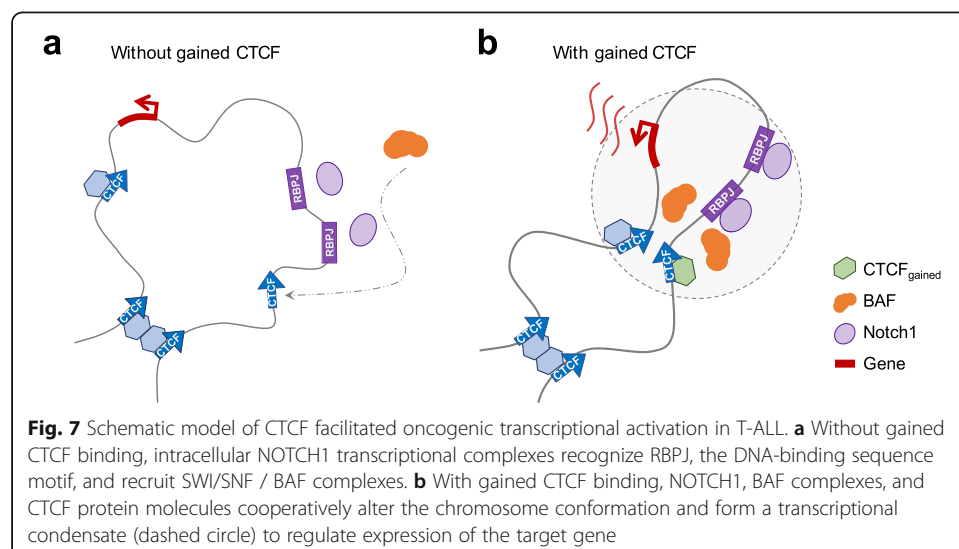 a
Without gained CTCF
b
With gained CTCF
CTCF
RBPJ
RBPJ
CTCF
CTCF
CTCF
RBPJ
RBPJ
CTCF
CTCF
CTCF
CTCF
CTCFgained
BAF
Notch1
Gene
Fig. 7 Schematic model of CTCF facilitated oncogenic transcriptional activation in T-ALL. a Without gained
CTCF binding, intracellular NOTCH1 transcriptional complexes recognize RBPJ, the DNA-binding sequence
motif, and recruit SWI/SNF / BAF complexes. b With gained CTCF binding, NOTCH1, BAF complexes, and
CTCF protein molecules cooperatively alter the chromosome conformation and form a transcriptional
condensate (dashed circle) to regulate expression of the target gene